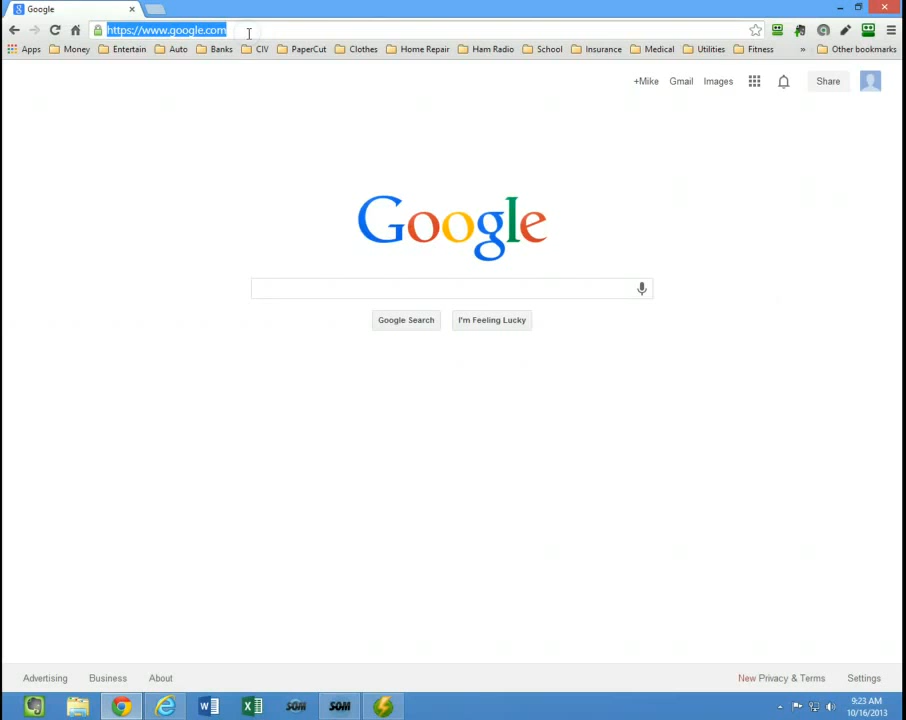 Google
https://www.google.com
Apps Money Entertain Auto Banks CIV PaperCut Clothes Home Repair Ham Radio School Insurance Medical Utilities Fitness » Other bookmarks
+Mike Gmail Images Share
Google
Google Search I'm Feeling Lucky
Advertising Business About New Privacy & Terms Settings
SOM SOM
9:23 AM
10/16/2013